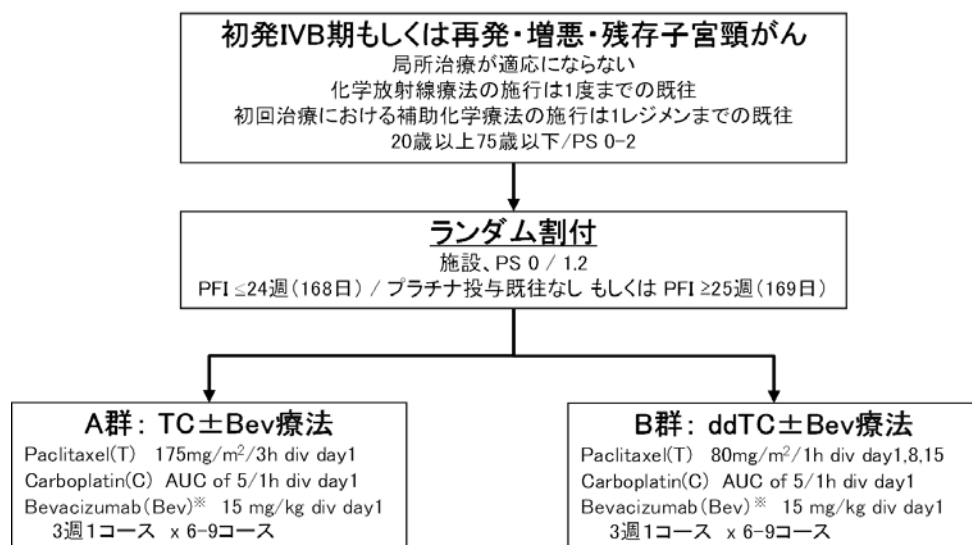 初発IVB期もしくは再発・増悪・残存子宮頸がん
局所治療が適応にならない
化学放射線療法の施行は1度までの既往
初回治療における補助化学療法の施行は1レジメンまでの既往
20歳以上75歳以下/PS 0-2
ランダム割付
施設、PS 0 / 1.2
PFI ≤24週(168日) / プラチナ投与既往なし もしくは PFI ≥25週(169日)
A群: TC±Bev療法
Paclitaxel(T) 175mg/m²/3h div day1
Carboplatin(C) AUC of 5/1h div day1
Bevacizumab(Bev)※ 15 mg/kg div day1
3週1コース x 6-9コース
B群: ddTC±Bev療法
Paclitaxel(T) 80mg/m²/1h div day1,8,15
Carboplatin(C) AUC of 5/1h div day1
Bevacizumab(Bev)※ 15 mg/kg div day1
3週1コース x 6-9コース